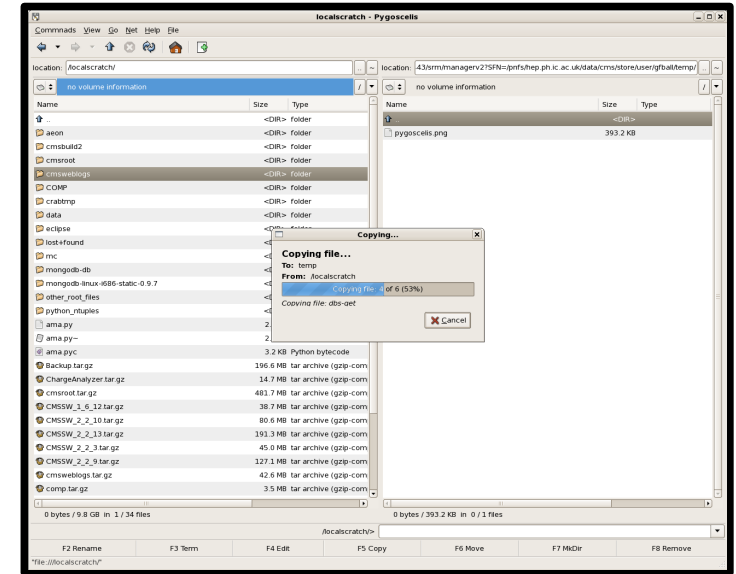 localscratch - Pygoscelis
Commnads View Go Net Help File
location: /localscratch/ .. ~
no volume information /
Name Size Type
.. <DIR> folder
aeon <DIR> folder
cmsbuild2 <DIR> folder
cmsroot <DIR> folder
cmsweblogs <DIR> folder
COMP <DIR> folder
crabtmp <DIR> folder
data <DIR> folder
eclipse
lost+found
mc
mongodb-db
mongodb-linux-i686-static-0.9.7
other_root_files
python_ntuples
ama.py 2.
ama.py~ 2.
ama.pyc 3.2 KB Python bytecode
Backup.tar.gz 196.6 MB tar archive (gzip-com
ChargeAnalyzer.tar.gz 14.7 MB tar archive (gzip-com
cmsroot.tar.gz 481.7 MB tar archive (gzip-com
CMSSW_1_6_12.tar.gz 38.7 MB tar archive (gzip-com
CMSSW_2_2_10.tar.gz 80.6 MB tar archive (gzip-com
CMSSW_2_2_13.tar.gz 191.3 MB tar archive (gzip-com
CMSSW_2_2_3.tar.gz 45.0 MB tar archive (gzip-com
CMSSW_2_2_9.tar.gz 127.1 MB tar archive (gzip-com
cmsweblogs.tar.gz 42.6 MB tar archive (gzip-com
comp.tar.gz 3.5 MB tar archive (gzip-com
0 bytes / 9.8 GB in 1 / 34 files
location: 43/srm/managerv2?SFN=/pnfs/hep.ph.ic.ac.uk/data/cms/store/user/gfball/temp/ .. ~
no volume information /
Name Size Type
.. <DIR>
pygoscelis.png 393.2 KB
0 bytes / 393.2 KB in 0 / 1 files
Copying...
Copying file...
To: temp
From: /localscratch
Copying file: 4 of 6 (53%)
Copying file: dbs-get
Cancel
/localscratch/>
F2 Rename F3 Term F4 Edit F5 Copy F6 Move F7 MkDir F8 Remove
"file:///localscratch/"